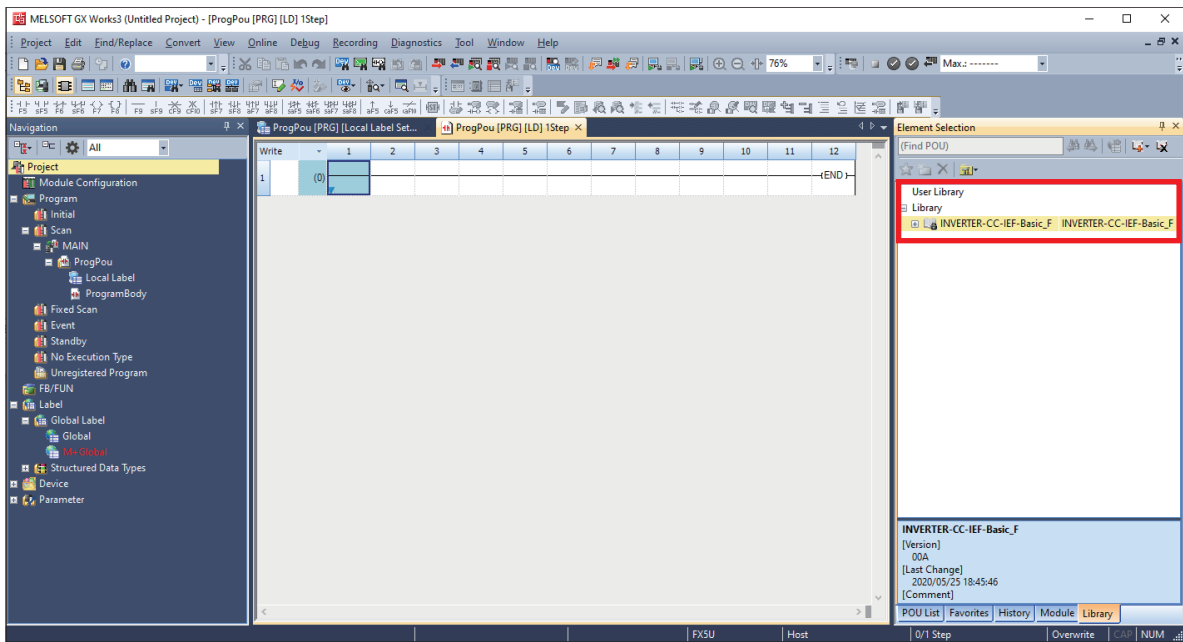 MELSOFT GX Works3 (Untitled Project) - [ProgPou [PRG] [LD] 1Step]
Project Edit Find/Replace Convert View Online Debug Recording Diagnostics Tool Window Help
76%
Max.: -------
Navigation
All
Project
Module Configuration
Program
Initial
Scan
MAIN
ProgPou
Local Label
ProgramBody
Fixed Scan
Event
Standby
No Execution Type
Unregistered Program
FB/FUN
Label
Global Label
Global
M+Global
Structured Data Types
Device
Parameter
ProgPou [PRG] [Local Label Set...
ProgPou [PRG] [LD] 1Step
Write 1 2 3 4 5 6 7 8 9 10 11 12
1 (0) END
Element Selection
(Find POU)
User Library
Library
INVERTER-CC-IEF-Basic_F INVERTER-CC-IEF-Basic_F
INVERTER-CC-IEF-Basic_F
[Version]
00A
[Last Change]
2020/05/25 18:45:46
[Comment]
POU List Favorites History Module Library
FX5U Host 0/1 Step Overwrite CAP NUM